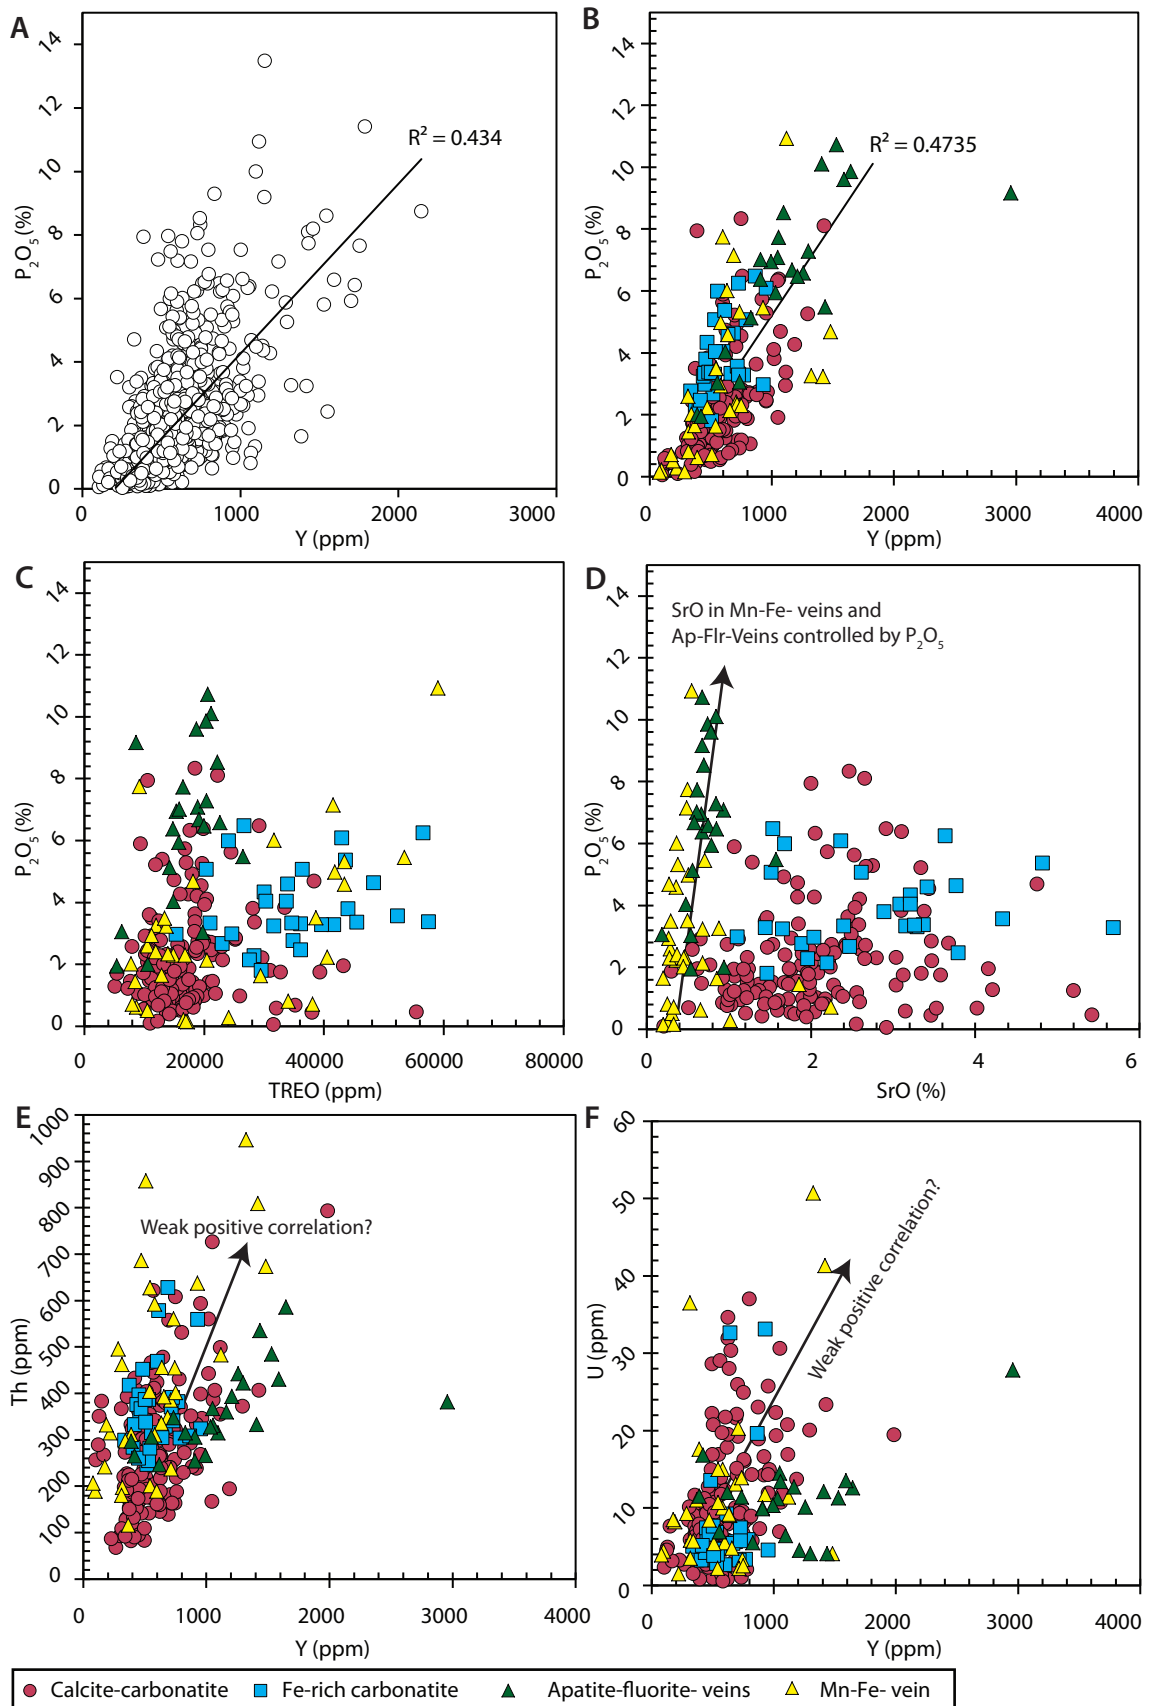 A
14
12
10
8
6
4
2
0
P₂O₅ (%)
R² = 0.434
0 1000 2000 3000
Y (ppm)
B
14
12
10
8
6
4
2
0
P₂O₅ (%)
R² = 0.4735
0 1000 2000 3000 4000
Y (ppm)
C
14
12
10
8
6
4
2
0
P₂O₅ (%)
0 20000 40000 60000 80000
TREO (ppm)
D
14
12
10
8
6
4
2
0
P₂O₅ (%)
SrO in Mn-Fe- veins and
Ap-Flr-Veins controlled by P₂O₅
0 2 4 6
SrO (%)
E
1000
900
800
700
600
500
400
300
200
100
0
Th (ppm)
Weak positive correlation?
0 1000 2000 3000 4000
Y (ppm)
F
60
50
40
30
20
10
0
U (ppm)
Weak positive correlation?
0 1000 2000 3000 4000
Y (ppm)
Calcite-carbonatite Fe-rich carbonatite Apatite-fluorite- veins Mn-Fe- vein